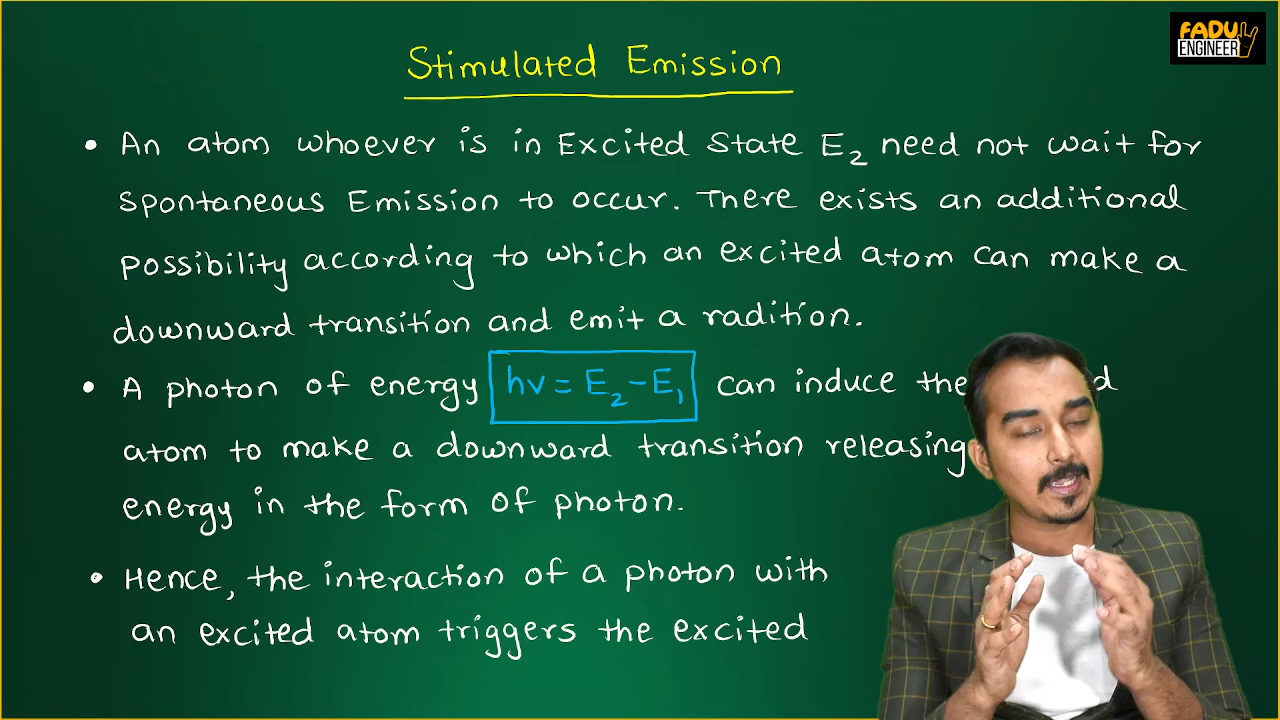 FADU
ENGINEER
Stimulated Emission
• An atom whoever is in Excited State E₂ need not wait for
spontaneous Emission to occur. There exists an additional
possibility according to which an excited atom can make a
downward transition and emit a radition.
• A photon of energy hν = E₂ - E₁ can induce the d
atom to make a downward transition releasing
energy in the form of photon.
• Hence, the interaction of a photon with
an excited atom triggers the excited